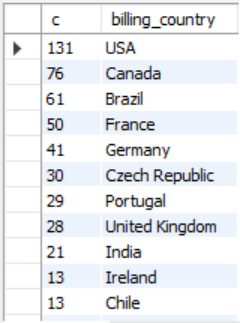 c billing_country
131 USA
76 Canada
61 Brazil
50 France
41 Germany
30 Czech Republic
29 Portugal
28 United Kingdom
21 India
13 Ireland
13 Chile